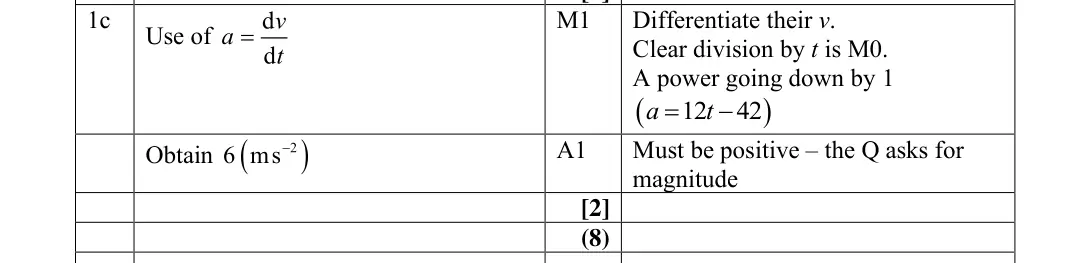 1c Use of a = dv/dt M1 Differentiate their v.
Clear division by t is M0.
A power going down by 1
(a = 12t − 42)
Obtain 6 (m s⁻²) A1 Must be positive – the Q asks for
magnitude
[2]
(8)